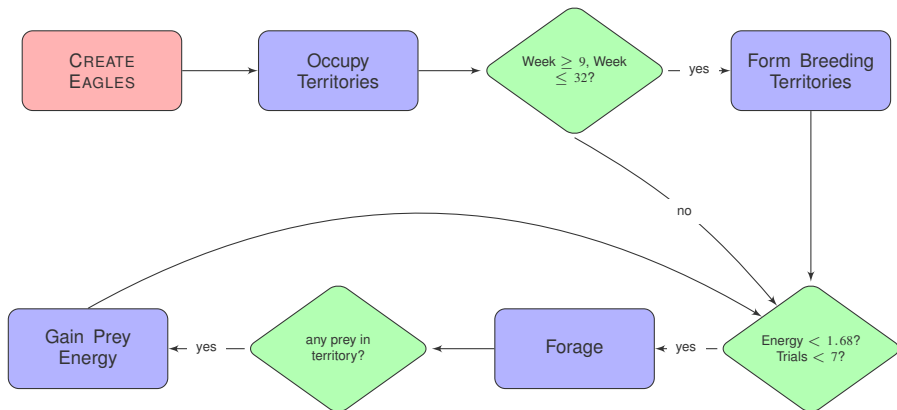 CREATE
EAGLES
Occupy
Territories
Week ≥ 9, Week
≤ 32?
yes
Form Breeding
Territories
no
Gain Prey
Energy
yes
any prey in
territory?
Forage
yes
Energy < 1.68?
Trials < 7?